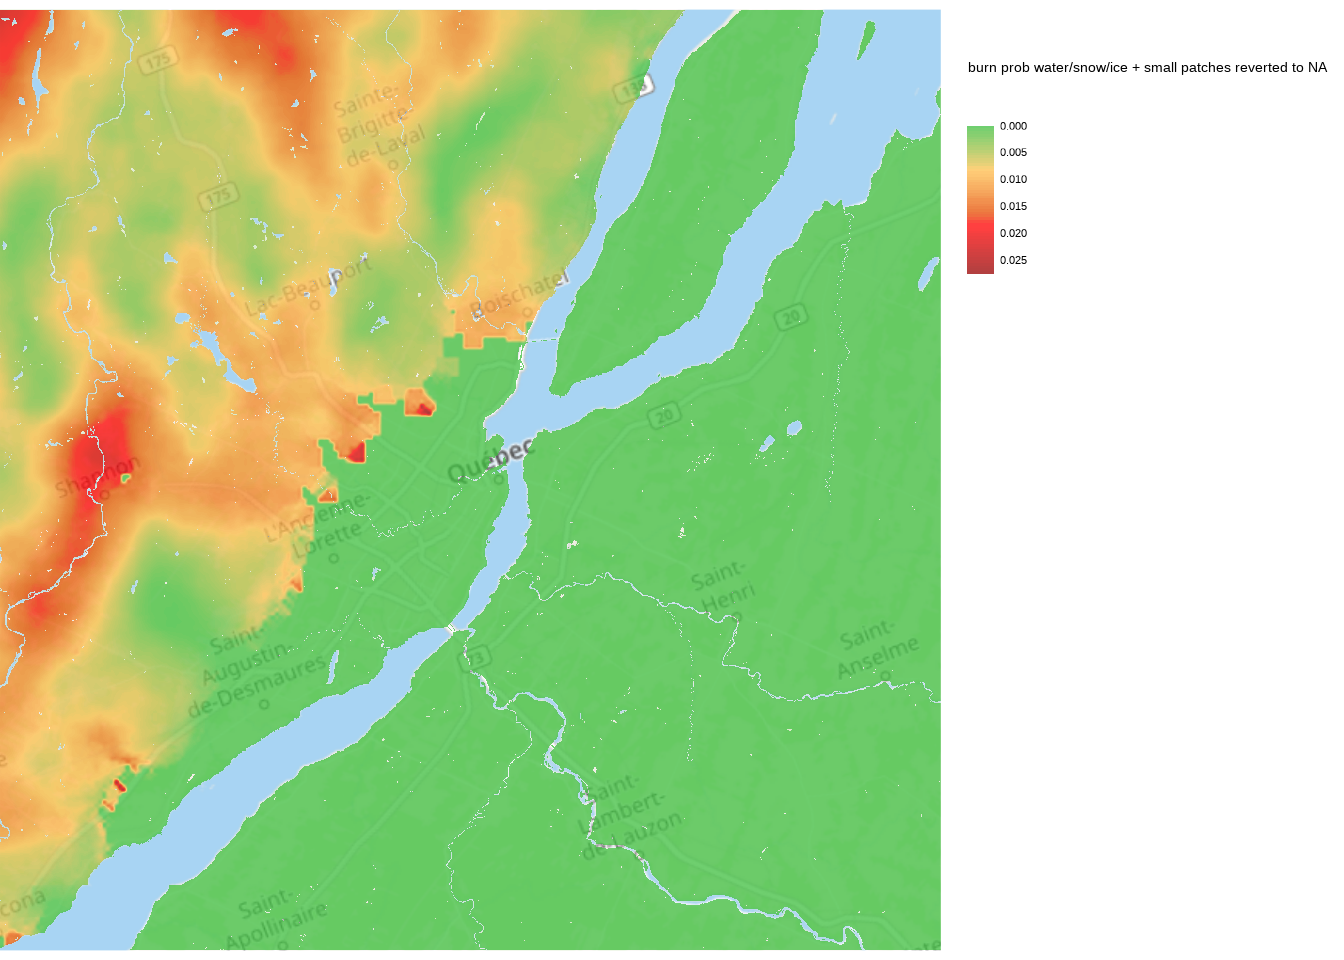 burn prob water/snow/ice + small patches reverted to NA
0.000
0.005
0.010
0.015
0.020
0.025
175
138
Sainte-
Brigitte-
de-Laval
175
Lac-Beauport
Boischatel
20
20
Québec
Shannon
L'Ancienne-
Lorette
Saint-
Henri
Saint-
Anselme
Saint-
Augustin-
de-Desmaures
73
Saint-
Lambert-
de-Lauzon
cona
Saint-
Apollinaire